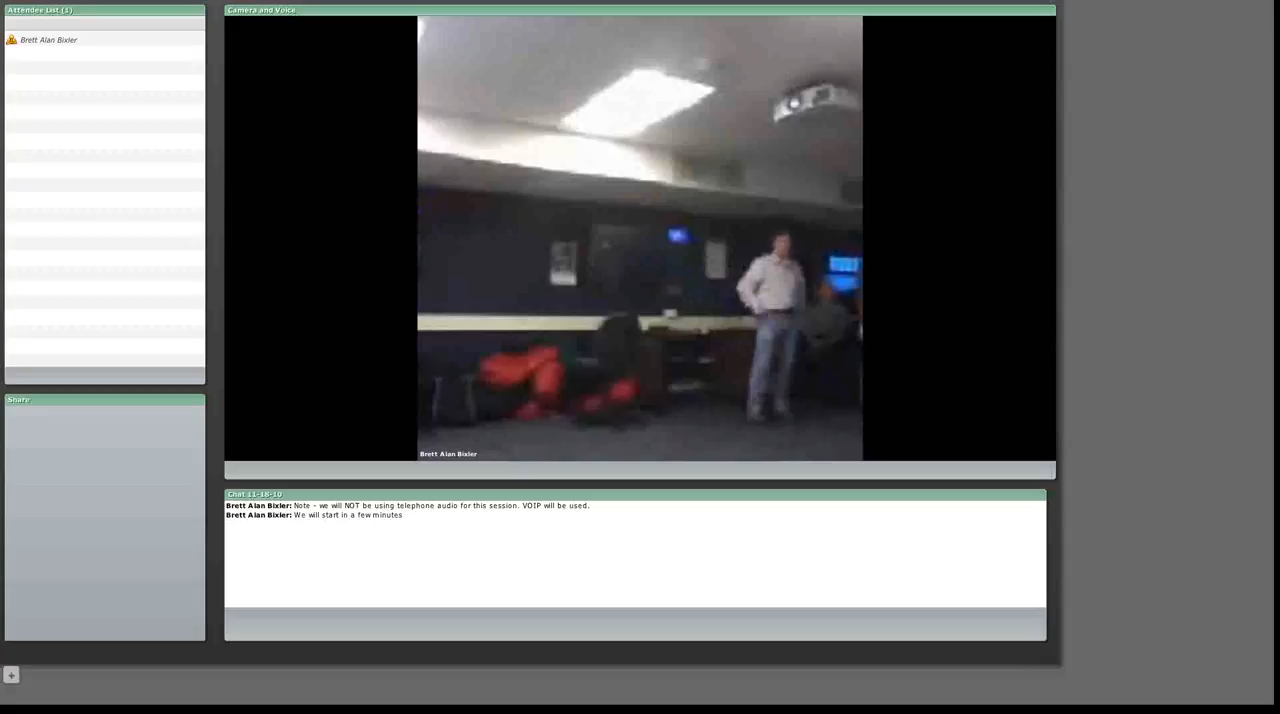 Attendee List (1)
Brett Alan Bixler
Camera and Voice
Brett Alan Bixler
Share
Chat 11-18-10
Brett Alan Bixler: Note - we will NOT be using telephone audio for this session. VOIP will be used.
Brett Alan Bixler: We will start in a few minutes